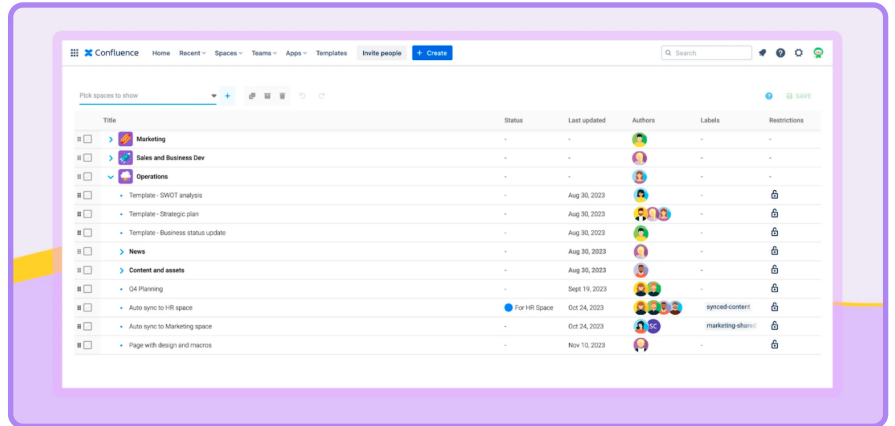 Confluence Home Recent Spaces Teams Apps Templates Invite people + Create Search
Pick spaces to show + SAVE
Title Status Last updated Authors Labels Restrictions
Marketing - - - -
Sales and Business Dev - - - -
Operations - - - -
Template - SWOT analysis - Aug 30, 2023 -
Template - Strategic plan - Aug 30, 2023 -
Template - Business status update - Aug 30, 2023 -
News - Aug 30, 2023 -
Content and assets - Aug 30, 2023 -
Q4 Planning - Sept 19, 2023 -
Auto sync to HR space For HR Space Oct 24, 2023 synced-content
Auto sync to Marketing space - Oct 24, 2023 SC marketing-shared
Page with design and macros - Nov 10, 2023 -